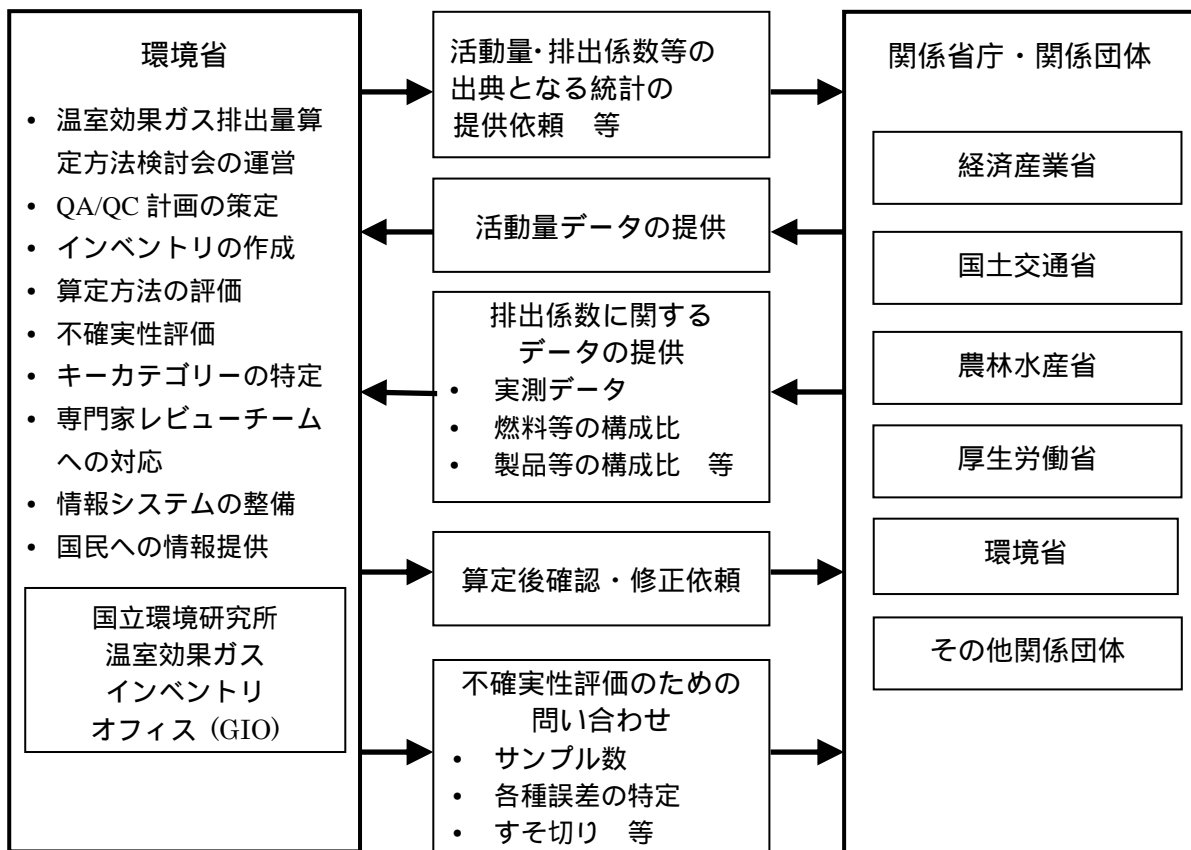 環境省
• 温室効果ガス排出量算
定方法検討会の運営
• QA/QC 計画の策定
• インベントリの作成
• 算定方法の評価
• 不確実性評価
• キーカテゴリーの特定
• 専門家レビューチーム
への対応
• 情報システムの整備
• 国民への情報提供
国立環境研究所
温室効果ガス
インベントリ
オフィス (GIO)
活動量・排出係数等の
出典となる統計の
提供依頼　等
活動量データの提供
排出係数に関する
データの提供
• 実測データ
• 燃料等の構成比
• 製品等の構成比　等
算定後確認・修正依頼
不確実性評価のための
問い合わせ
• サンプル数
• 各種誤差の特定
• すそ切り　等
関係省庁・関係団体
経済産業省
国土交通省
農林水産省
厚生労働省
環境省
その他関係団体